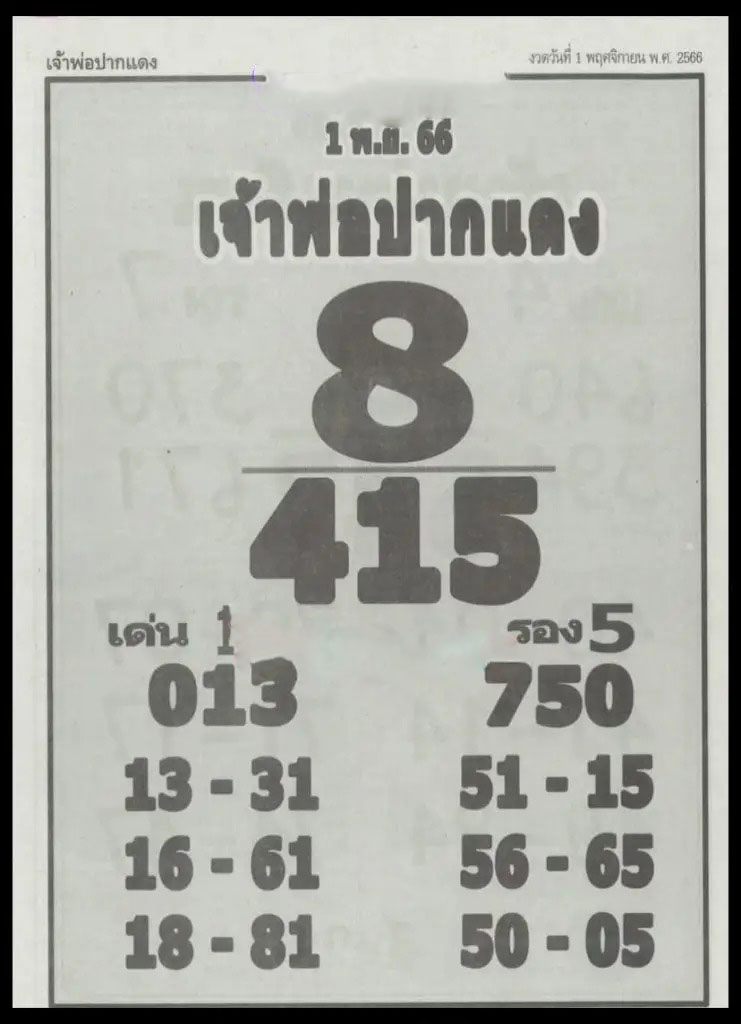 เจ้าพ่อปากแดง
งวดวันที่ 1 พฤศจิกายน พ.ศ. 2566
1 พ.ย. 66
เจ้าพ่อปากแดง
8
415
เด่น 1 รอง 5
013 750
13 - 31 51 - 15
16 - 61 56 - 65
18 - 81 50 - 05